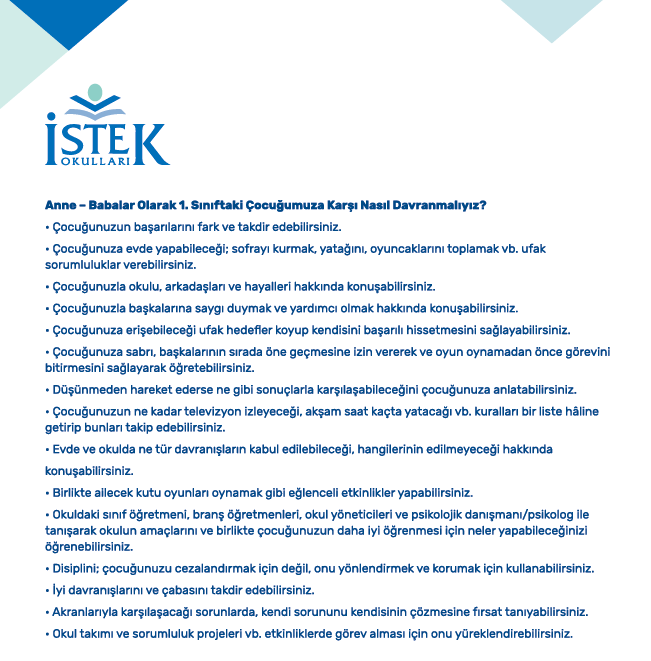 İSTEK
OKULLARI
Anne – Babalar Olarak 1. Sınıftaki Çocuğumuza Karşı Nasıl Davranmalıyız?
• Çocuğunuzun başarılarını fark ve takdir edebilirsiniz.
• Çocuğunuza evde yapabileceği; sofrayı kurmak, yatağını, oyuncaklarını toplamak vb. ufak
sorumluluklar verebilirsiniz.
• Çocuğunuzla okulu, arkadaşları ve hayalleri hakkında konuşabilirsiniz.
• Çocuğunuzla başkalarına saygı duymak ve yardımcı olmak hakkında konuşabilirsiniz.
• Çocuğunuza erişebileceği ufak hedefler koyup kendisini başarılı hissetmesini sağlayabilirsiniz.
• Çocuğunuza sabrı, başkalarının sırada öne geçmesine izin vererek ve oyun oynamadan önce görevini
bitirmesini sağlayarak öğretebilirsiniz.
• Düşünmeden hareket ederse ne gibi sonuçlarla karşılaşabileceğini çocuğunuza anlatabilirsiniz.
• Çocuğunuzun ne kadar televizyon izleyeceği, akşam saat kaçta yatacağı vb. kuralları bir liste hâline
getirip bunları takip edebilirsiniz.
• Evde ve okulda ne tür davranışların kabul edilebileceği, hangilerinin edilmeyeceği hakkında
konuşabilirsiniz.
• Birlikte ailecek kutu oyunları oynamak gibi eğlenceli etkinlikler yapabilirsiniz.
• Okuldaki sınıf öğretmeni, branş öğretmenleri, okul yöneticileri ve psikolojik danışmanı/psikolog ile
tanışarak okulun amaçlarını ve birlikte çocuğunuzun daha iyi öğrenmesi için neler yapabileceğinizi
öğrenebilirsiniz.
• Disiplini; çocuğunuzu cezalandırmak için değil, onu yönlendirmek ve korumak için kullanabilirsiniz.
• İyi davranışlarını ve çabasını takdir edebilirsiniz.
• Akranlarıyla karşılaşacağı sorunlarda, kendi sorununu kendisinin çözmesine fırsat tanıyabilirsiniz.
• Okul takımı ve sorumluluk projeleri vb. etkinliklerde görev alması için onu yüreklendirebilirsiniz.